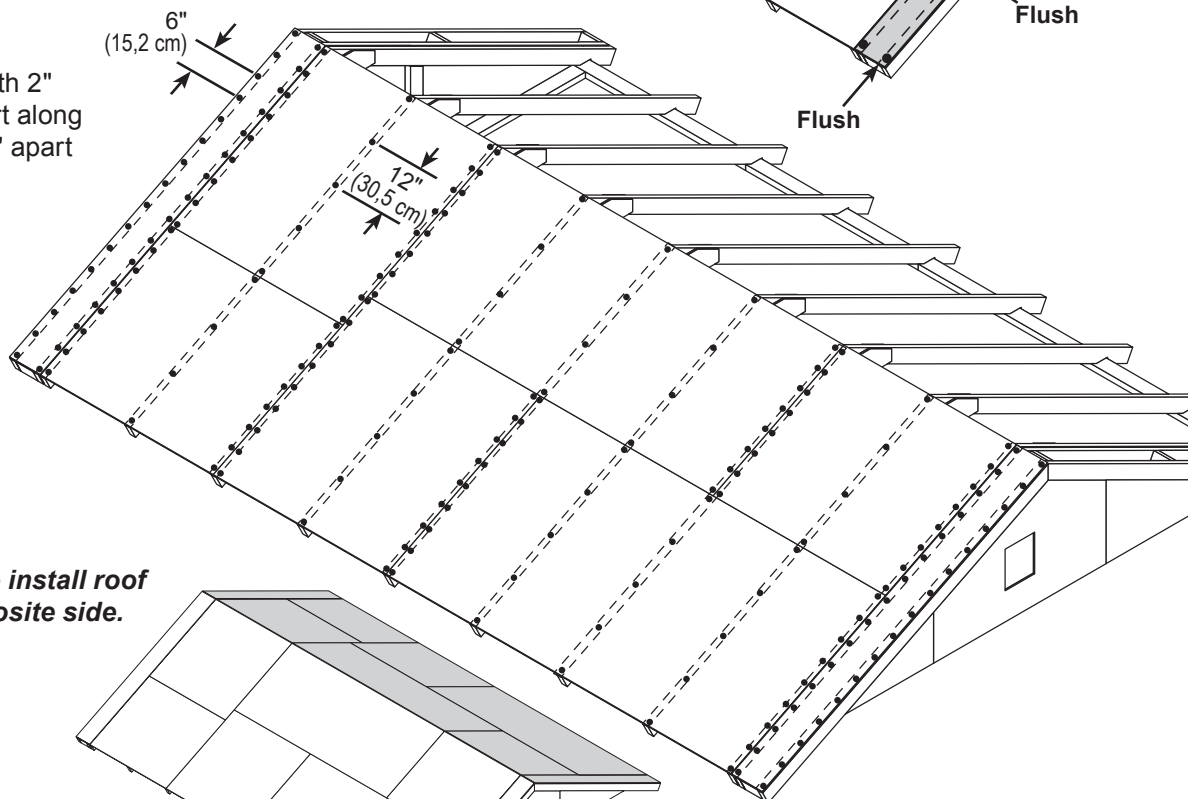 6"
(15,2 cm)
th 2"
t along
" apart
Flush
Flush
12"
(30,5 cm)
install roof
osite side.